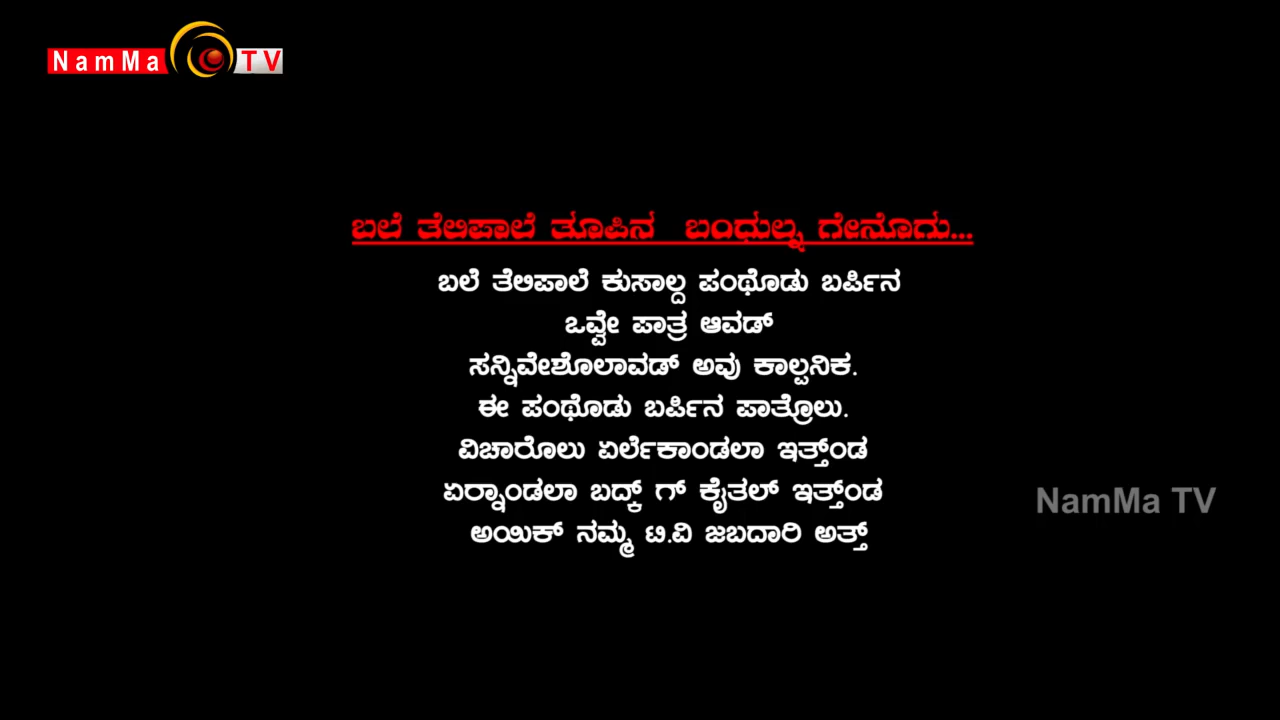 NamMa TV
ಬಲೆ ತೆಲಿಪಾಲೆ ತೂಪಿನ ಬಂಧುಲ್ನ ಗೇನೊಗು...
ಬಲೆ ತೆಲಿಪಾಲೆ ಕುಸಾಲ್ದ ಪಂಥೊಡು ಬರ್ಪಿನ
ಒವ್ವೇ ಪಾತ್ರ ಆವಡ್
ಸನ್ನಿವೇಶೊಲಾವಡ್ ಅವು ಕಾಲ್ಪನಿಕ.
ಈ ಪಂಥೊಡು ಬರ್ಪಿನ ಪಾತ್ರೊಲು.
ವಿಚಾರೊಲು ಏರ್ಲೆಕಾಂಡಲಾ ಇತ್ತ್ಂಡ
ಏರ್‍ನಾಂಡಲಾ ಬದ್ಕ್ ಗ್ ಕೈತಲ್ ಇತ್ತ್ಂಡ
NamMa TV
ಅಯಿಕ್ ನಮ್ಮ ಟಿ.ವಿ ಜಬದಾರಿ ಅತ್ತ್